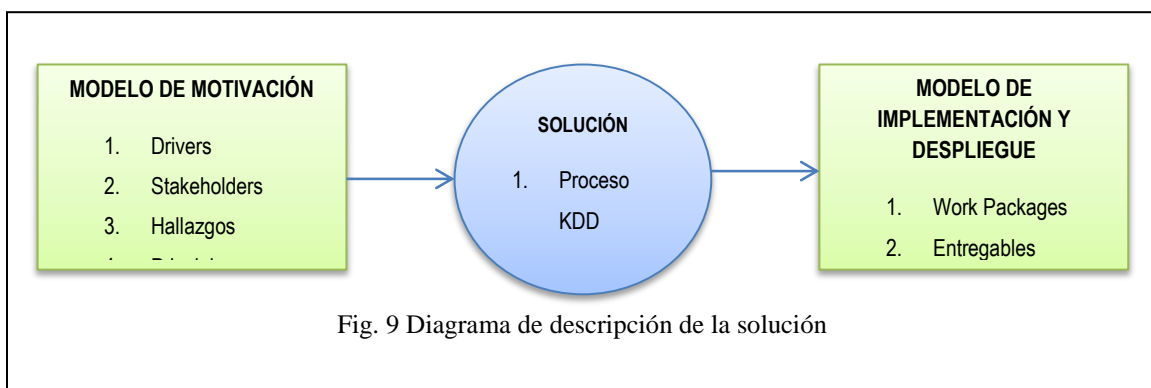 MODELO DE MOTIVACIÓN
1. Drivers
2. Stakeholders
3. Hallazgos
SOLUCIÓN
1. Proceso
KDD
MODELO DE
IMPLEMENTACIÓN Y
DESPLIEGUE
1. Work Packages
2. Entregables
Fig. 9 Diagrama de descripción de la solución